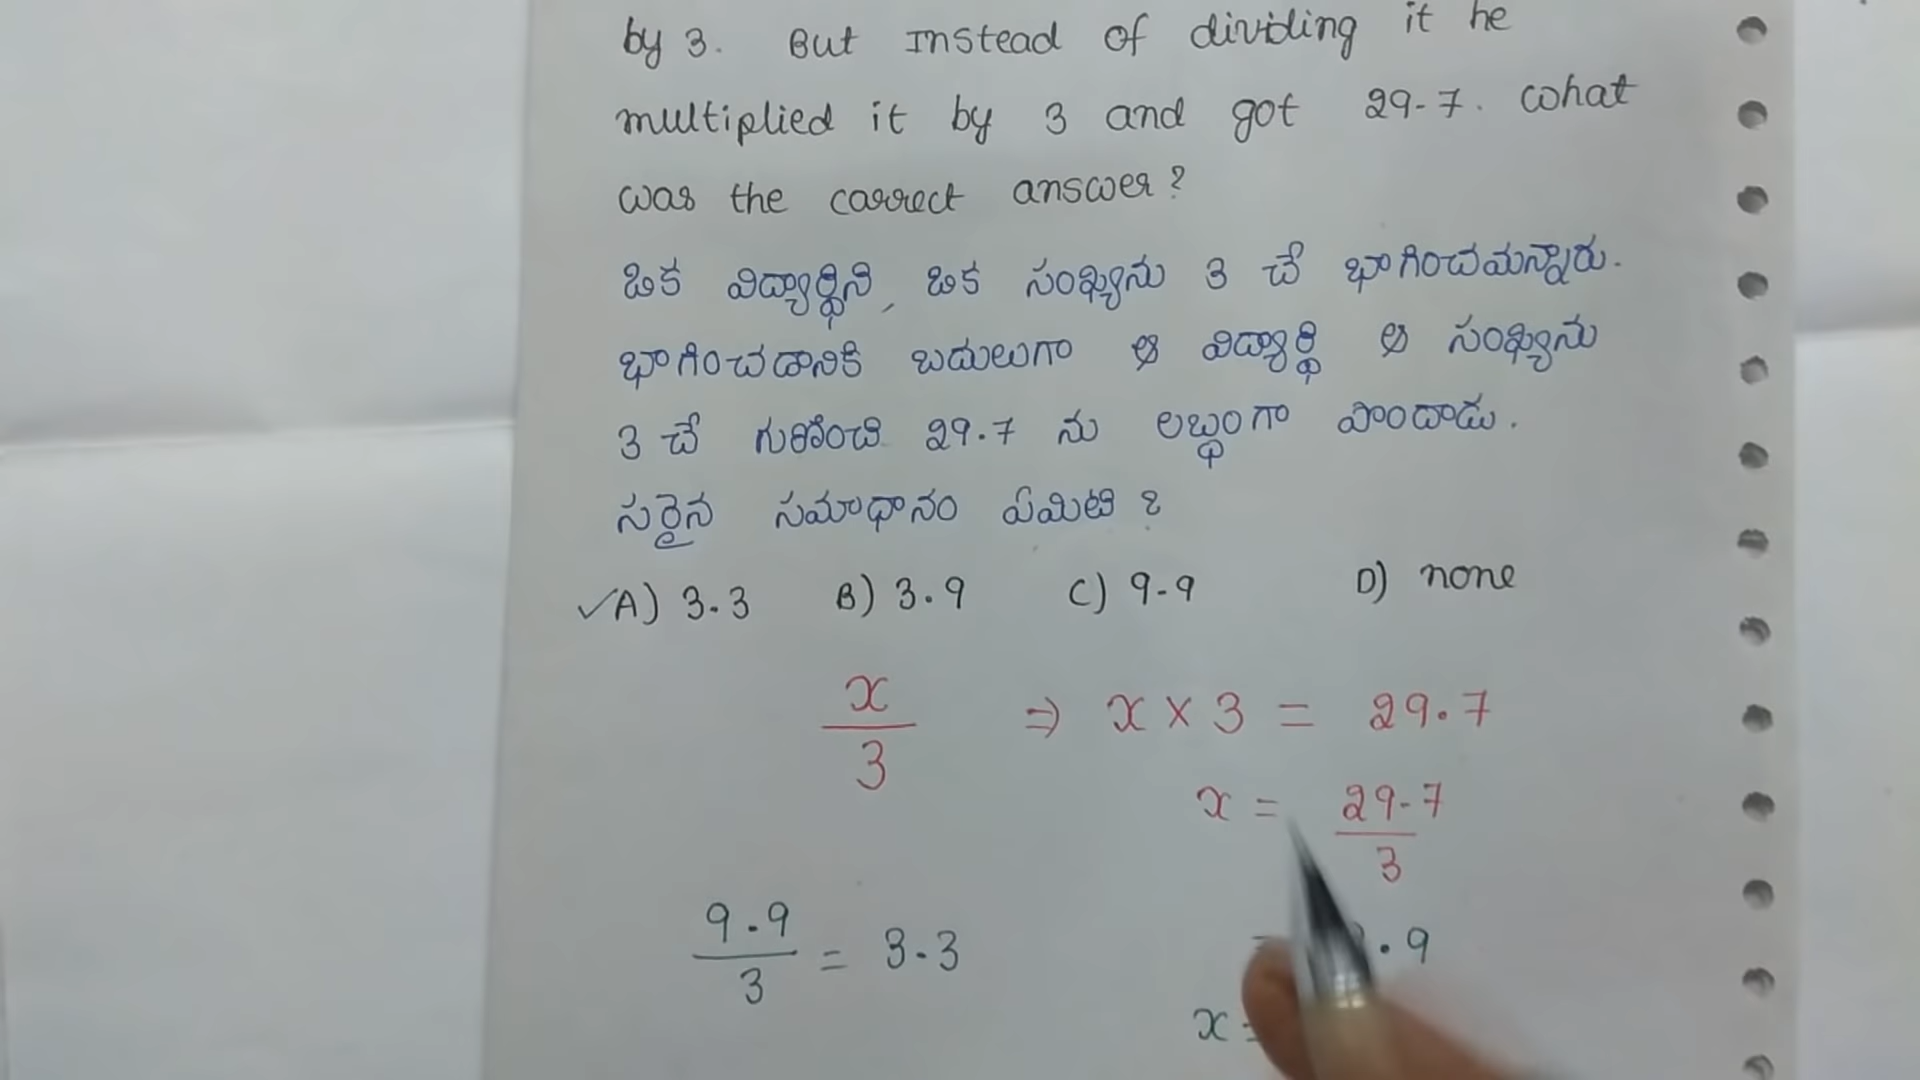 by 3. But Instead of dividing it he
multiplied it by 3 and got 29.7. What
was the carrect answer?
ఒక విద్యార్థిని, ఒక సంఖ్యను 3 చే భాగించమన్నారు.
భాగించడానికి బదులుగా ఆ విద్యార్థి ఆ సంఖ్యను
3 చే గుణించి 29.7 ను లబ్ధంగా పొందాడు.
సరైన సమాధానం ఏమిటి ?
✓A) 3.3 B) 3.9 C) 9.9 D) none
x/3 ⇒ x × 3 = 29.7
x = 29.7/3
9.9/3 = 3.3
.9
x =